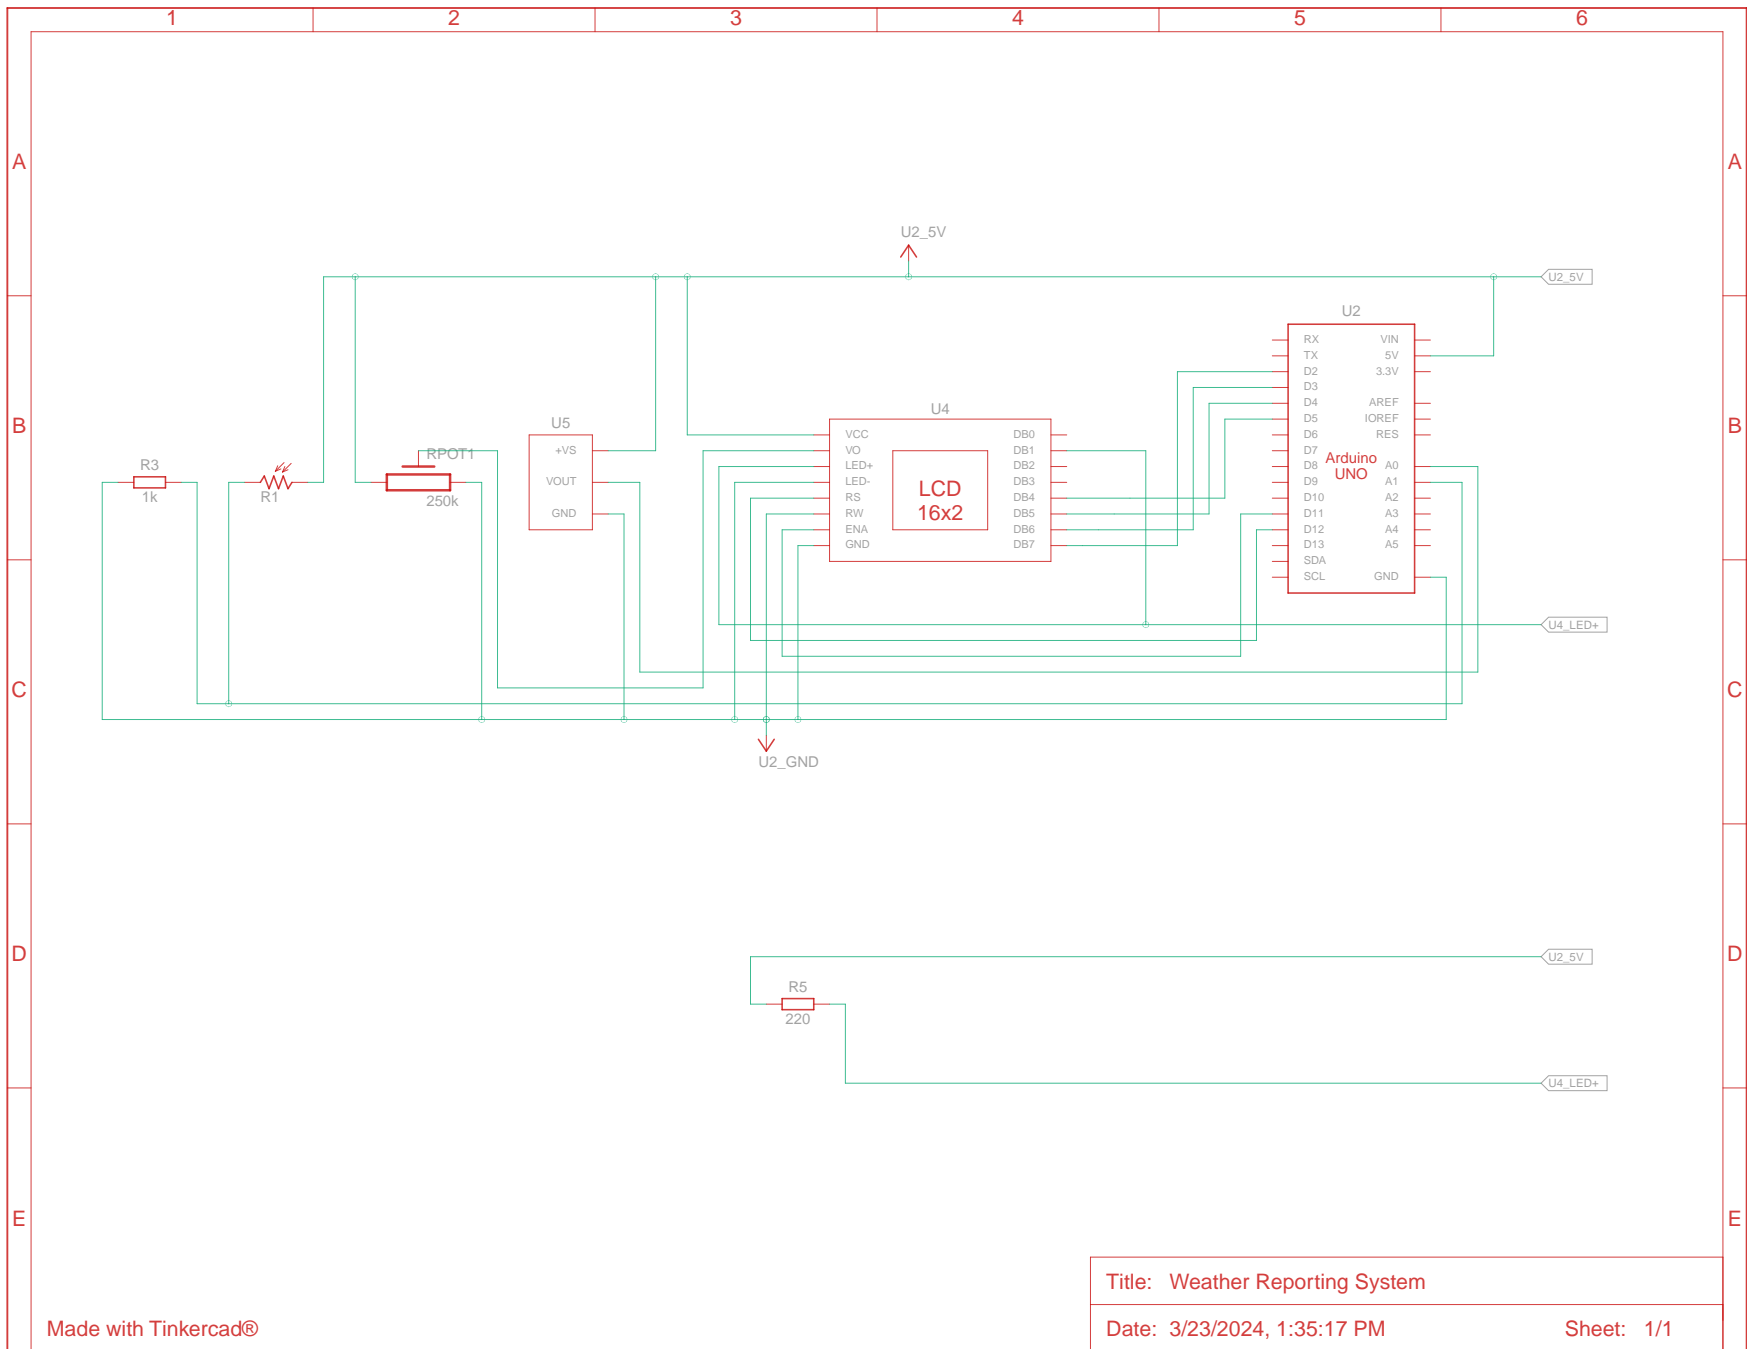 1 2 3 4 5 6
A A
U2_5V
U2_5V
U2
RX VIN
TX 5V
D2 3.3V
D3
D4 AREF
D5 IOREF
D6 RES
D7
D8 A0
D9 A1
D10 A2
D11 A3
D12 A4
D13 A5
SDA
SCL GND
Arduino
UNO
B B
U4
VCC DB0
VO DB1
LED+ DB2
LED- DB3
RS DB4
RW DB5
ENA DB6
GND DB7
LCD
16x2
U5
+VS
VOUT
GND
RPOT1
250k
R3
1k
R1
U4_LED+
C C
U2_GND
D D
U2_5V
R5
220
U4_LED+
E E
Title: Weather Reporting System
Made with Tinkercad®
Date: 3/23/2024, 1:35:17 PM Sheet: 1/1